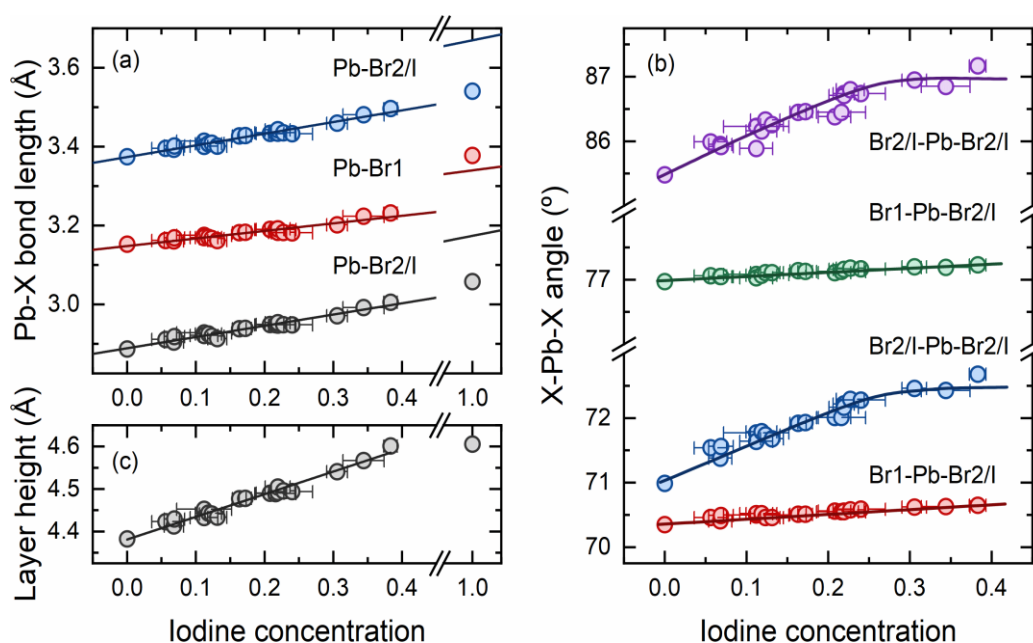 (a)
Pb-Br2/I
Pb-Br1
Pb-Br2/I
Pb-X bond length (Å)
3.6
3.4
3.2
3.0
0.0 0.1 0.2 0.3 0.4 1.0
(c)
Layer height (Å)
4.6
4.5
4.4
0.0 0.1 0.2 0.3 0.4 1.0
Iodine concentration
(b)
Br2/I-Pb-Br2/I
Br1-Pb-Br2/I
Br2/I-Pb-Br2/I
Br1-Pb-Br2/I
X-Pb-X angle (º)
87
86
77
72
71
70
0.0 0.1 0.2 0.3 0.4
Iodine concentration